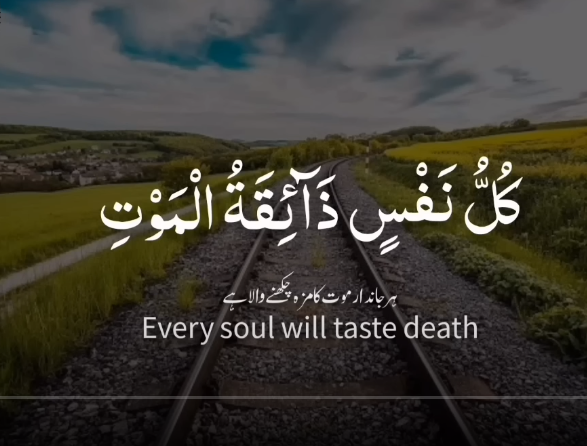 كُلُّ نَفْسٍ ذَآئِقَةُ الْمَوْتِ
ہر جاندار موت کا مزہ چکھنے والا ہے
Every soul will taste death